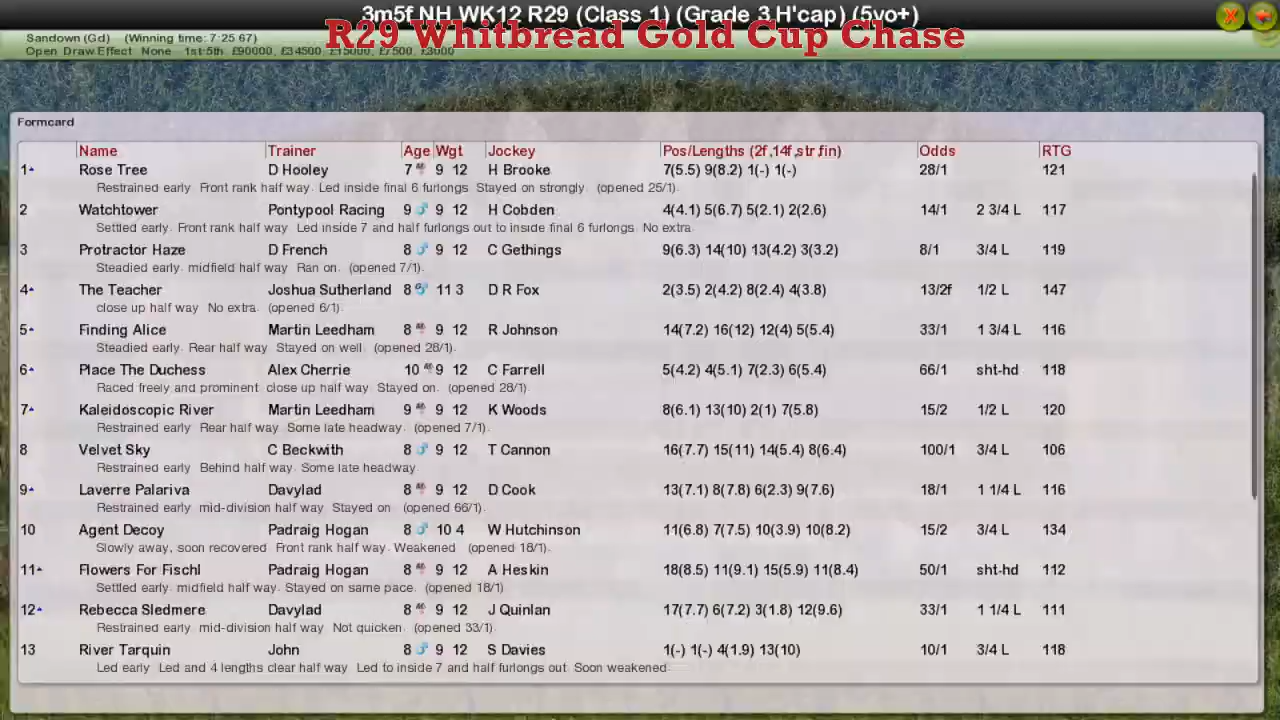 3m5f NH WK12 R29 (Class 1) (Grade 3 H'cap) (5yo+)
R29 Whitbread Gold Cup Chase
Sandown (Gd) (Winning time: 7:25 67)
Open Draw Effect None 1st-5th £90000, £34500, £15000, £7500, £3000
Formcard
Name Trainer Age Wgt Jockey Pos/Lengths (2f,14f,str,fin) Odds RTG
1 Rose Tree D Hooley 7 9 12 H Brooke 7(5.5) 9(8.2) 1(-) 1(-) 28/1 121
Restrained early Front rank half way Led inside final 6 furlongs Stayed on strongly (opened 25/1).
2 Watchtower Pontypool Racing 9 9 12 H Cobden 4(4.1) 5(6.7) 5(2.1) 2(2.6) 14/1 2 3/4 L 117
Settled early Front rank half way Led inside 7 and half furlongs out to inside final 6 furlongs No extra
3 Protractor Haze D French 8 9 12 C Gethings 9(6.3) 14(10) 13(4.2) 3(3.2) 8/1 3/4 L 119
Steadied early midfield half way Ran on. (opened 7/1).
4 The Teacher Joshua Sutherland 8 11 3 D R Fox 2(3.5) 2(4.2) 8(2.4) 4(3.8) 13/2f 1/2 L 147
close up half way No extra. (opened 6/1).
5 Finding Alice Martin Leedham 8 9 12 R Johnson 14(7.2) 16(12) 12(4) 5(5.4) 33/1 1 3/4 L 116
Steadied early Rear half way Stayed on well. (opened 28/1).
6 Place The Duchess Alex Cherrie 10 9 12 C Farrell 5(4.2) 4(5.1) 7(2.3) 6(5.4) 66/1 sht-hd 118
Raced freely and prominent close up half way Stayed on. (opened 28/1).
7 Kaleidoscopic River Martin Leedham 9 9 12 K Woods 8(6.1) 13(10) 2(1) 7(5.8) 15/2 1/2 L 120
Restrained early Rear half way Some late headway. (opened 7/1).
8 Velvet Sky C Beckwith 8 9 12 T Cannon 16(7.7) 15(11) 14(5.4) 8(6.4) 100/1 3/4 L 106
Restrained early Behind half way. Some late headway
9 Laverre Palariva Davylad 8 9 12 D Cook 13(7.1) 8(7.8) 6(2.3) 9(7.6) 18/1 1 1/4 L 116
Restrained early mid-division half way Stayed on (opened 66/1).
10 Agent Decoy Padraig Hogan 8 10 4 W Hutchinson 11(6.8) 7(7.5) 10(3.9) 10(8.2) 15/2 3/4 L 134
Slowly away, soon recovered Front rank half way. Weakened (opened 18/1).
11 Flowers For Fischl Padraig Hogan 8 9 12 A Heskin 18(8.5) 11(9.1) 15(5.9) 11(8.4) 50/1 sht-hd 112
Settled early. midfield half way. Stayed on same pace. (opened 18/1)
12 Rebecca Sledmere Davylad 8 9 12 J Quinlan 17(7.7) 6(7.2) 3(1.8) 12(9.6) 33/1 1 1/4 L 111
Restrained early mid-division half way Not quicken (opened 33/1).
13 River Tarquin John 8 9 12 S Davies 1(-) 1(-) 4(1.9) 13(10) 10/1 3/4 L 118
Led early Led and 4 lengths clear half way Led to inside 7 and half furlongs out Soon weakened